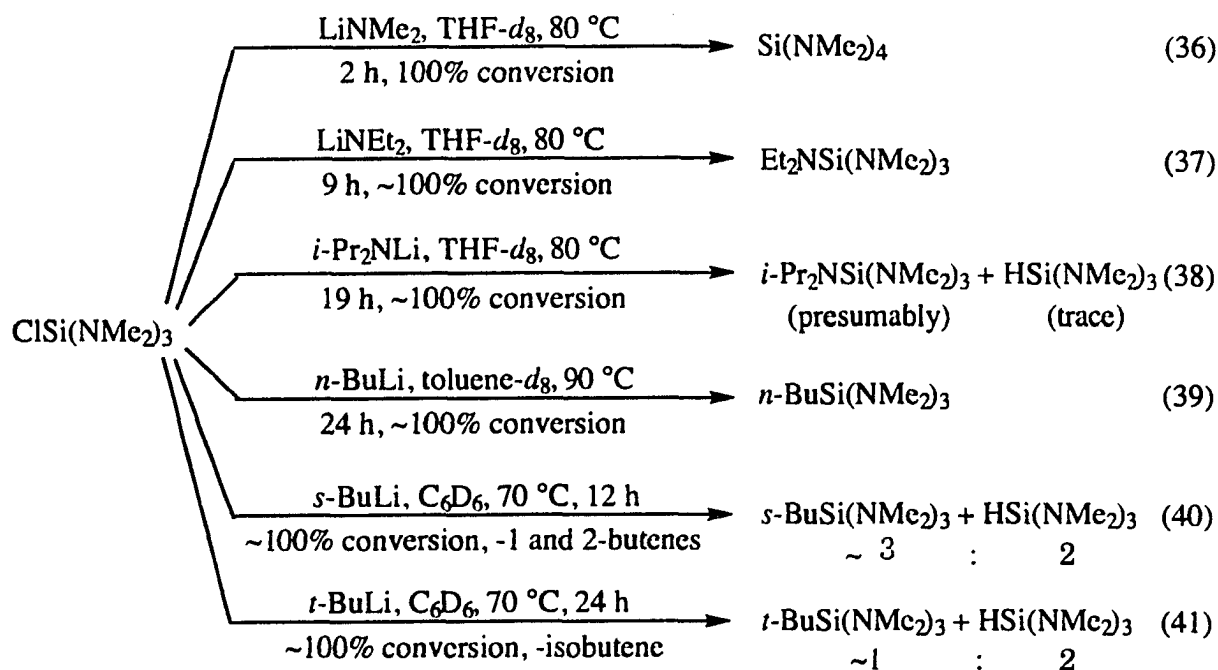 LiNMe₂, THF-d₈, 80 °C
2 h, 100% conversion
Si(NMe₂)₄ (36)
LiNEt₂, THF-d₈, 80 °C
9 h, ~100% conversion
Et₂NSi(NMe₂)₃ (37)
i-Pr₂NLi, THF-d₈, 80 °C
19 h, ~100% conversion
i-Pr₂NSi(NMe₂)₃ + HSi(NMe₂)₃ (38)
(presumably) (trace)
ClSi(NMe₂)₃
n-BuLi, toluene-d₈, 90 °C
24 h, ~100% conversion
n-BuSi(NMe₂)₃ (39)
s-BuLi, C₆D₆, 70 °C, 12 h
~100% conversion, -1 and 2-butenes
s-BuSi(NMe₂)₃ + HSi(NMe₂)₃ (40)
~ 3 : 2
t-BuLi, C₆D₆, 70 °C, 24 h
~100% conversion, -isobutene
t-BuSi(NMe₂)₃ + HSi(NMe₂)₃ (41)
~1 : 2